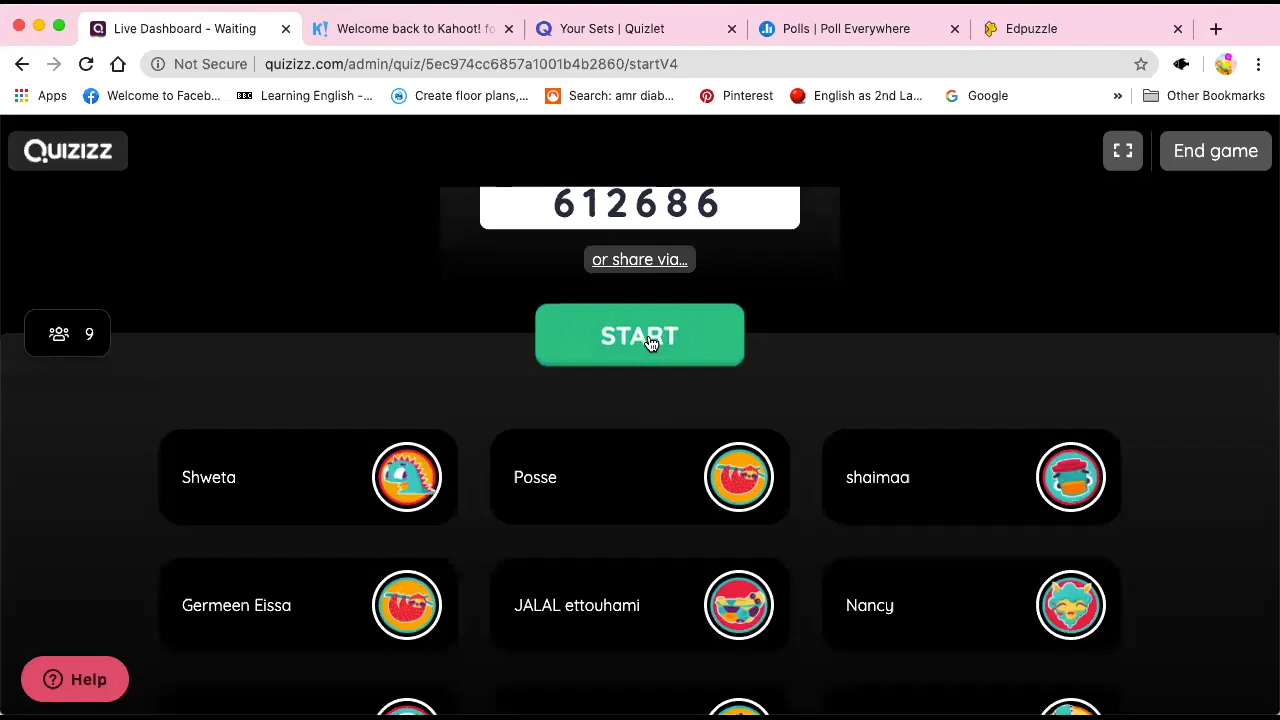 Live Dashboard - Waiting
Welcome back to Kahoot! fo
Your Sets | Quizlet
Polls | Poll Everywhere
Edpuzzle
Not Secure
quizizz.com/admin/quiz/5ec974cc6857a1001b4b2860/startV4
Apps
Welcome to Faceb...
Learning English -...
Create floor plans,...
Search: amr diab...
Pinterest
English as 2nd La...
Google
»
Other Bookmarks
Quizizz
End game
612686
or share via...
START
9
Shweta
Posse
shaimaa
Germeen Eissa
JALAL ettouhami
Nancy
Help